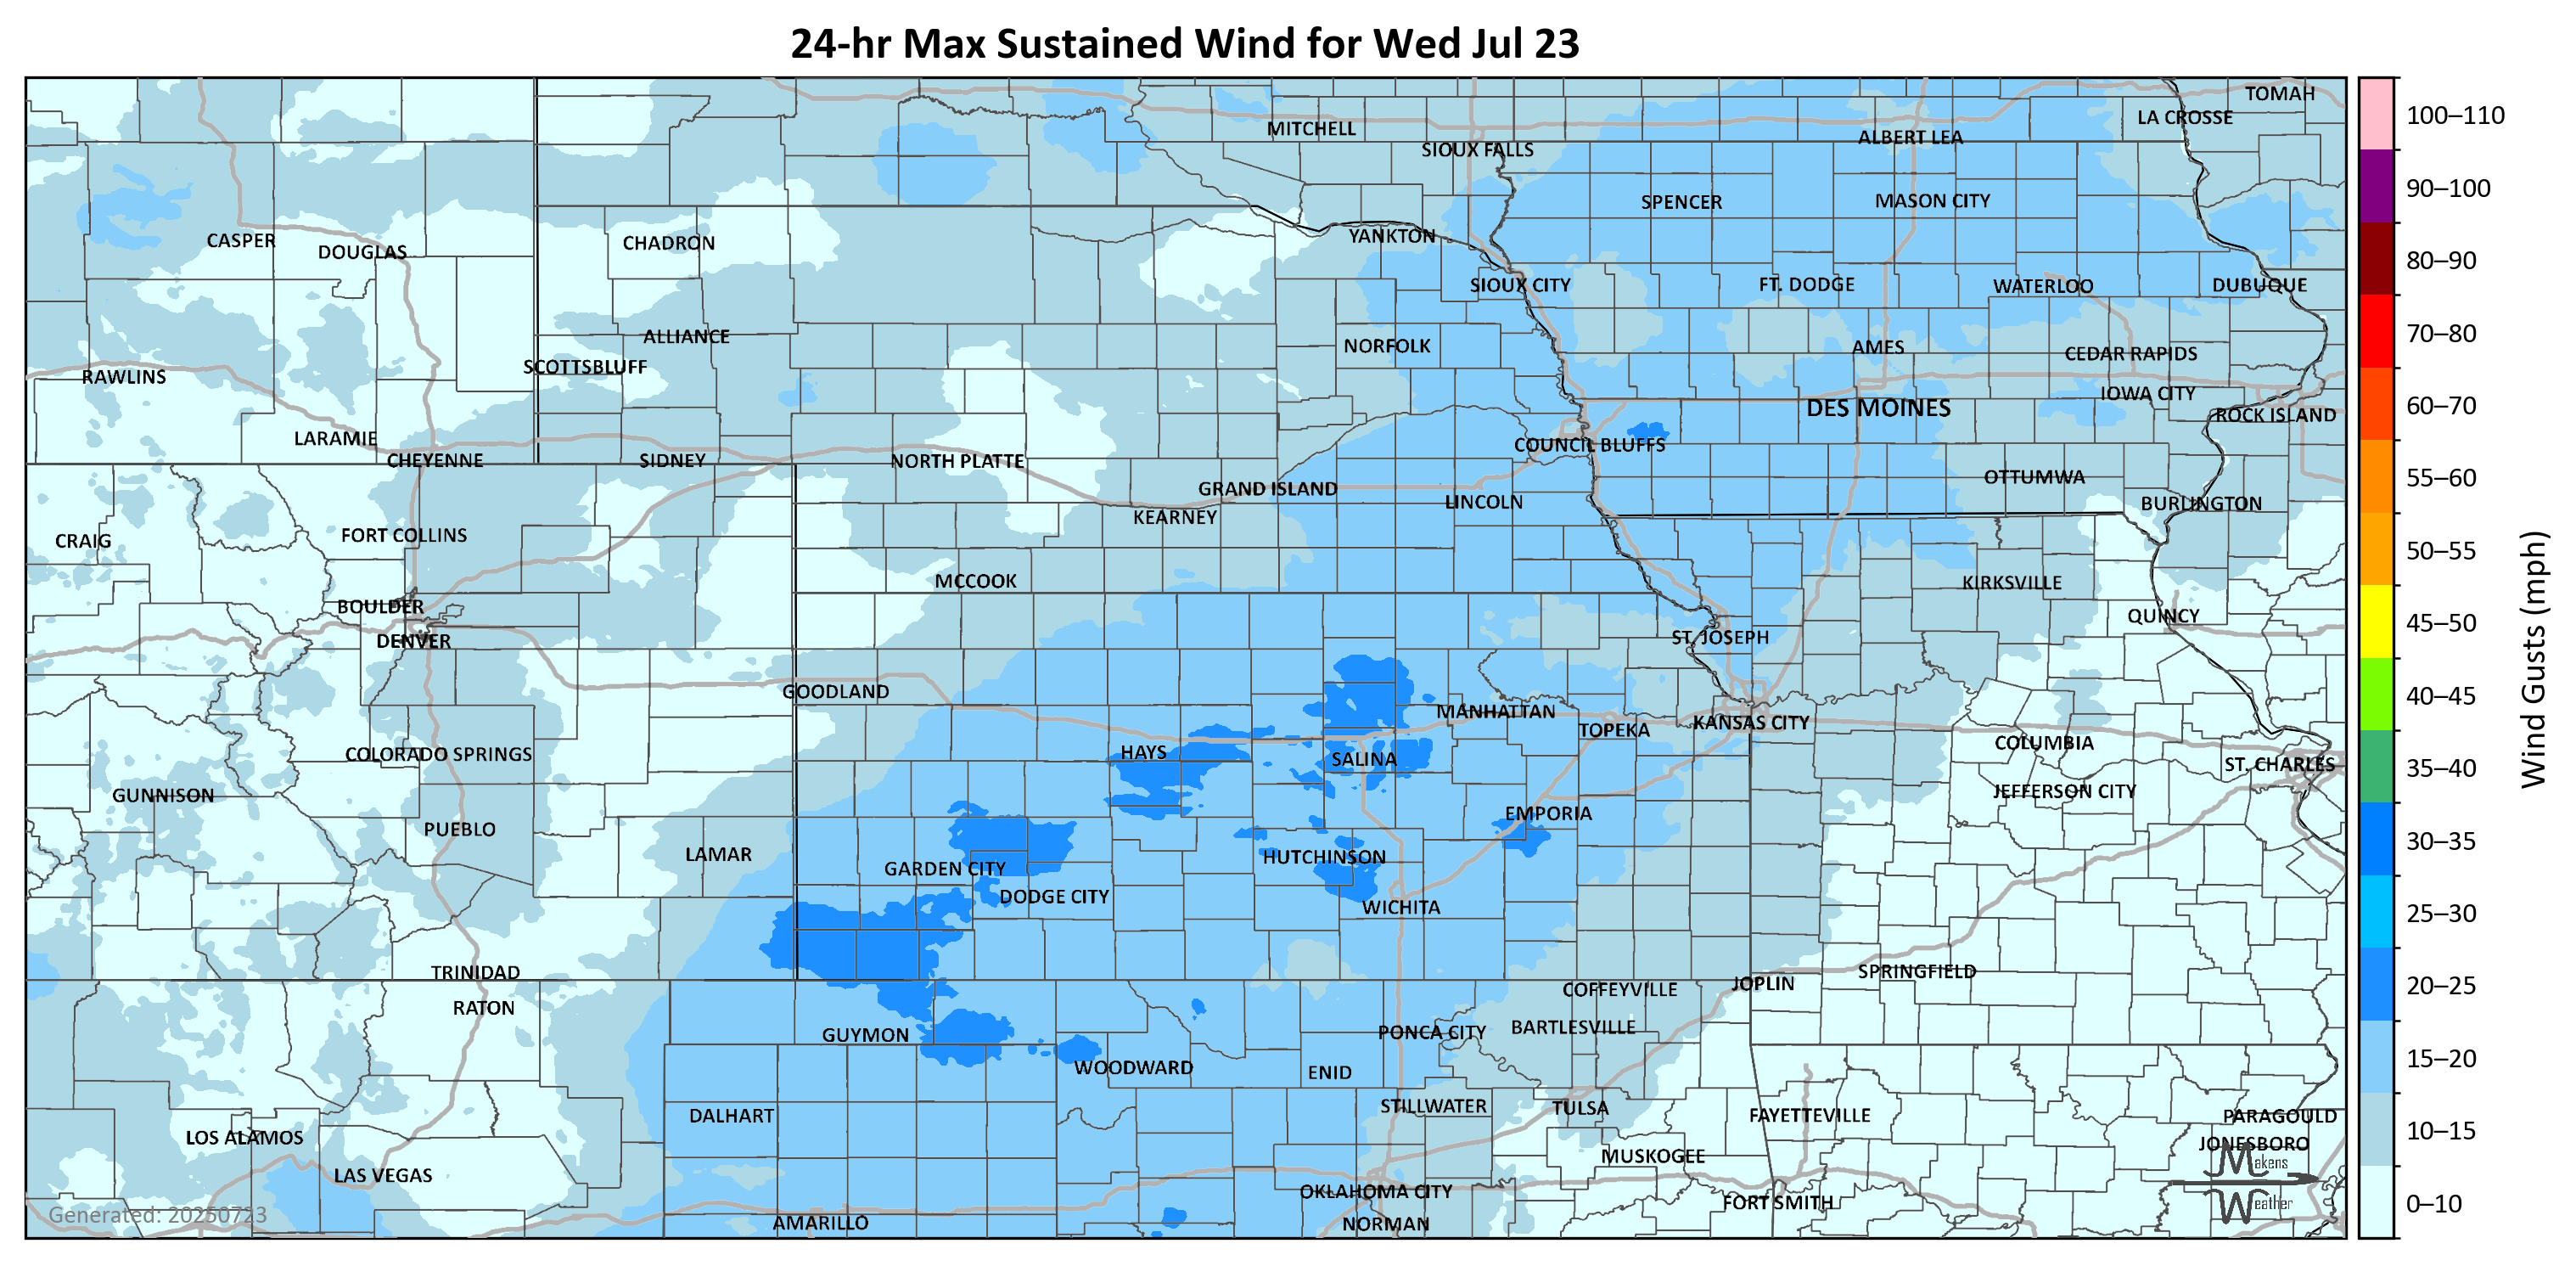 24-hr Max Sustained Wind for Wed Jul 23
TOMAH
LA CROSSE
MITCHELL
ALBERT LEA
SIOUX FALLS
SPENCER
MASON CITY
CASPER
DOUGLAS
CHADRON
YANKTON
SIOUX CITY
FT. DODGE
WATERLOO
DUBUQUE
ALLIANCE
NORFOLK
AMES
CEDAR RAPIDS
SCOTTSBLUFF
RAWLINS
IOWA CITY
DES MOINES
ROCK ISLAND
LARAMIE
COUNCIL BLUFFS
CHEYENNE
SIDNEY
NORTH PLATTE
OTTUMWA
GRAND ISLAND
LINCOLN
BURLINGTON
KEARNEY
CRAIG
FORT COLLINS
MCCOOK
KIRKSVILLE
BOULDER
QUINCY
DENVER
ST. JOSEPH
GOODLAND
MANHATTAN
TOPEKA
KANSAS CITY
COLORADO SPRINGS
HAYS
SALINA
COLUMBIA
ST. CHARLES
GUNNISON
JEFFERSON CITY
PUEBLO
EMPORIA
LAMAR
GARDEN CITY
HUTCHINSON
DODGE CITY
WICHITA
TRINIDAD
SPRINGFIELD
JOPLIN
RATON
COFFEYVILLE
GUYMON
PONCA CITY
BARTLESVILLE
WOODWARD
ENID
DALHART
STILLWATER
TULSA
FAYETTEVILLE
PARAGOULD
LOS ALAMOS
JONESBORO
MUSKOGEE
LAS VEGAS
OKLAHOMA CITY
FORT SMITH
AMARILLO
NORMAN
Makens
Weather
Generated: 20250723
100–110
90–100
80–90
70–80
60–70
55–60
50–55
45–50
40–45
35–40
30–35
25–30
20–25
15–20
10–15
0–10
Wind Gusts (mph)